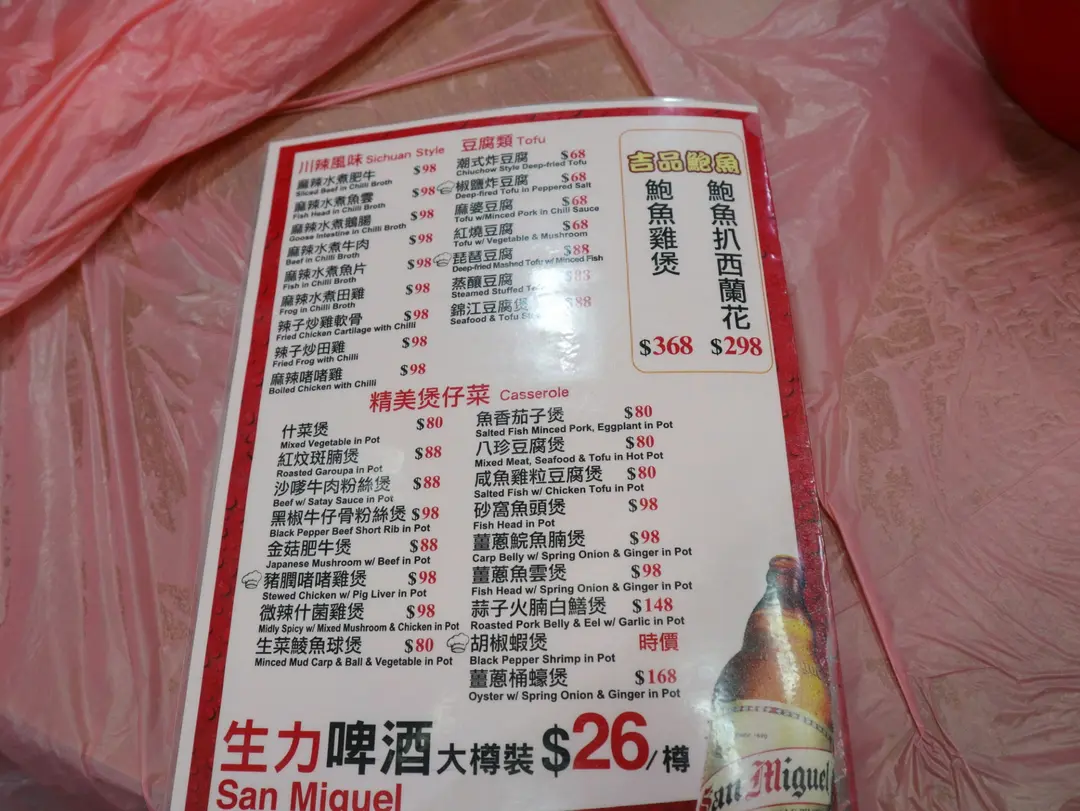 川辣風味 Sichuan Style
麻辣水煮肥牛 $98
Sliced Beef in Chilli Broth
麻辣水煮魚雲 $98
Fish Head in Chilli Broth
麻辣水煮鵝腸 $98
Goose Intestine in Chilli Broth
麻辣水煮牛肉 $98
Beef in Chilli Broth
麻辣水煮魚片 $98
Fish in Chilli Broth
麻辣水煮田雞 $98
Frog in Chilli Broth
辣子炒雞軟骨 $98
Fried Chicken Cartilage with Chilli
辣子炒田雞 $98
Fried Frog with Chilli
麻辣啫啫雞 $98
Boiled Chicken with Chilli
豆腐類 Tofu
潮式炸豆腐 $68
Chiuchow Style Deep-fried Tofu
椒鹽炸豆腐 $68
Deep-fired Tofu in Peppered Salt
麻婆豆腐 $68
Tofu w/Minced Pork in Chili Sauce
紅燒豆腐 $68
Tofu w/ Vegetable & Mushroom
琵琶豆腐 $88
Deep-fried Mashed Tofu w/ Minced Fish
蒸釀豆腐 $88
Steamed Stuffed
錦江豆腐煲 $88
Seafood & Tofu
吉品鮑魚
鮑魚扒西蘭花
$298
鮑魚雞煲
$368
精美煲仔菜 Casserole
什菜煲 $80
Mixed Vegetable in Pot
紅炆斑腩煲 $88
Roasted Garoupa in Pot
沙嗲牛肉粉絲煲 $88
Beef w/ Satay Sauce in Pot
黑椒牛仔骨粉絲煲 $98
Black Pepper Beef Short Rib in Pot
金菇肥牛煲 $88
Japanese Mushroom w/ Beef in Pot
豬膶啫啫雞煲 $98
Stewed Chicken w/ Pig Liver in Pot
微辣什菌雞煲 $98
Midly Spicy w/ Mixed Mushroom & Chicken in Pot
生菜鯪魚球煲 $80
Minced Mud Carp & Ball & Vegetable in Pot
魚香茄子煲 $80
Salted Fish Minced Pork, Eggplant in Pot
八珍豆腐煲 $80
Mixed Meat, Seafood & Tofu in Hot Pot
咸魚雞粒豆腐煲 $80
Salted Fish w/ Chicken Tofu in Pot
砂窩魚頭煲 $98
Fish Head in Pot
薑蔥鯇魚腩煲 $98
Carp Belly w/ Spring Onion & Ginger in Pot
薑蔥魚雲煲 $98
Fish Head w/ Spring Onion & Ginger in Pot
蒜子火腩白鱔煲 $148
Roasted Pork Belly & Eel w/ Garlic in Pot
胡椒蝦煲 時價
Black Pepper Shrimp in Pot
薑蔥桶蠔煲 $168
Oyster w/ Spring Onion & Ginger in Pot
生力啤酒大樽裝 $26/樽
San Miguel
San Miguel